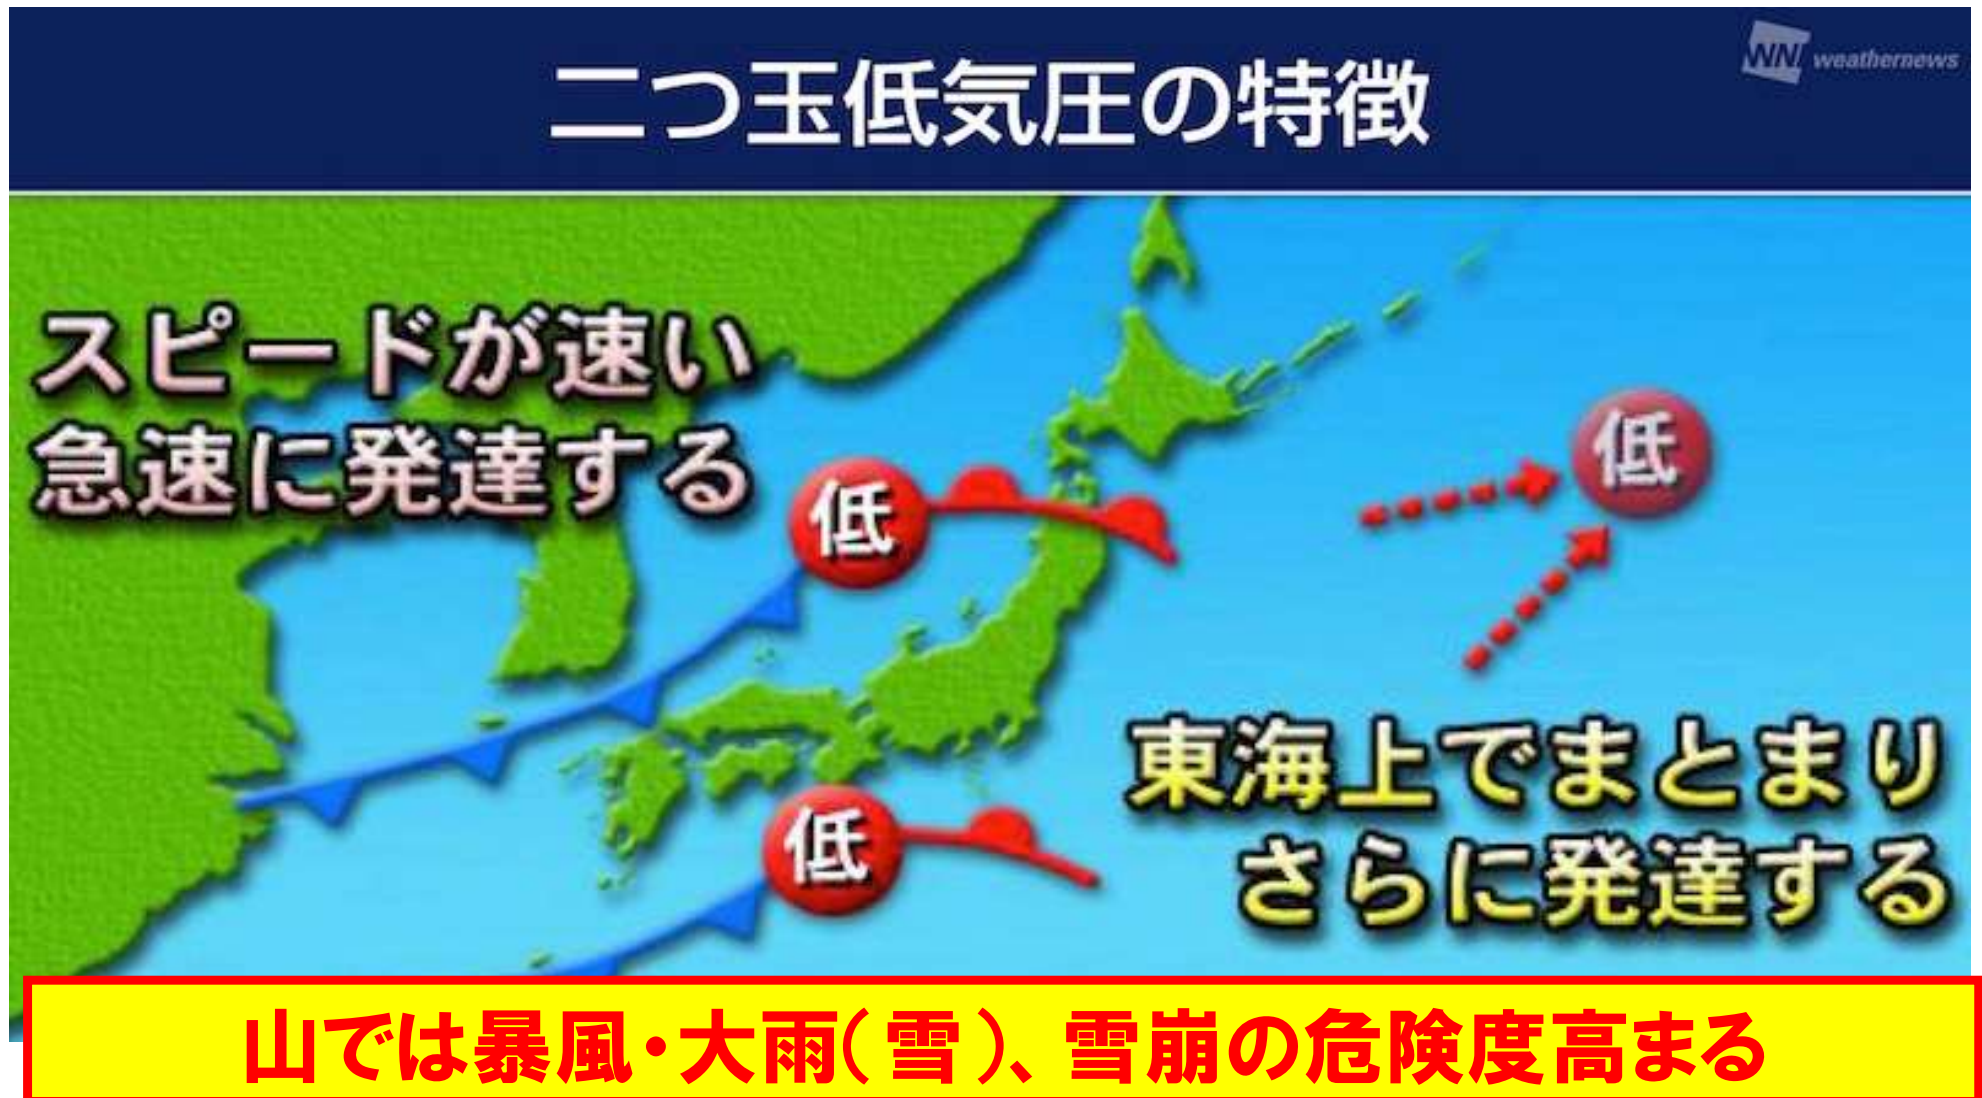 二つ玉低気圧の特徴
WNI weathernews
スピードが速い
急速に発達する
低
低
東海上でまとまり
さらに発達する
低
山では暴風・大雨(雪)、雪崩の危険度高まる